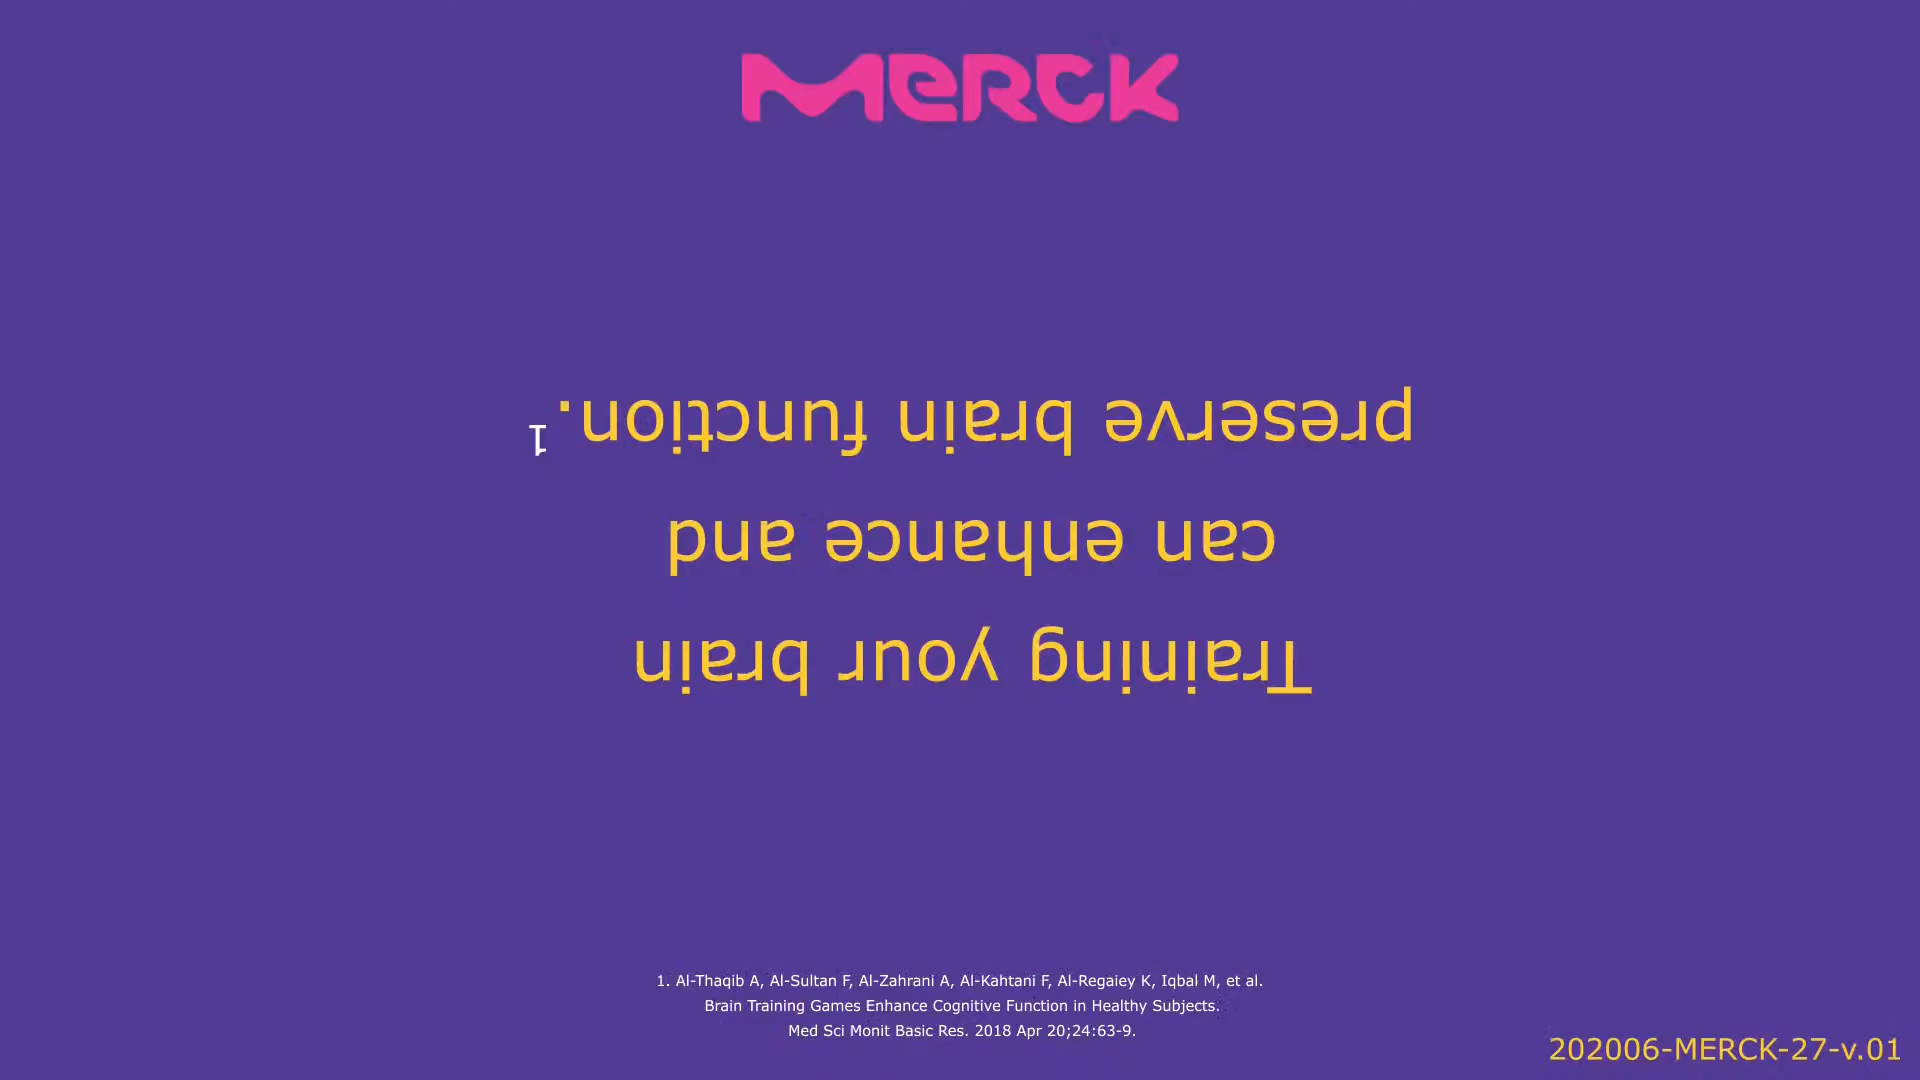 MERCK
Training your brain
can enhance and
preserve brain function.1
1. Al-Thaqib A, Al-Sultan F, Al-Zahrani A, Al-Kahtani F, Al-Regaiey K, Iqbal M, et al.
Brain Training Games Enhance Cognitive Function in Healthy Subjects.
Med Sci Monit Basic Res. 2018 Apr 20;24:63-9.
202006-MERCK-27-v.01